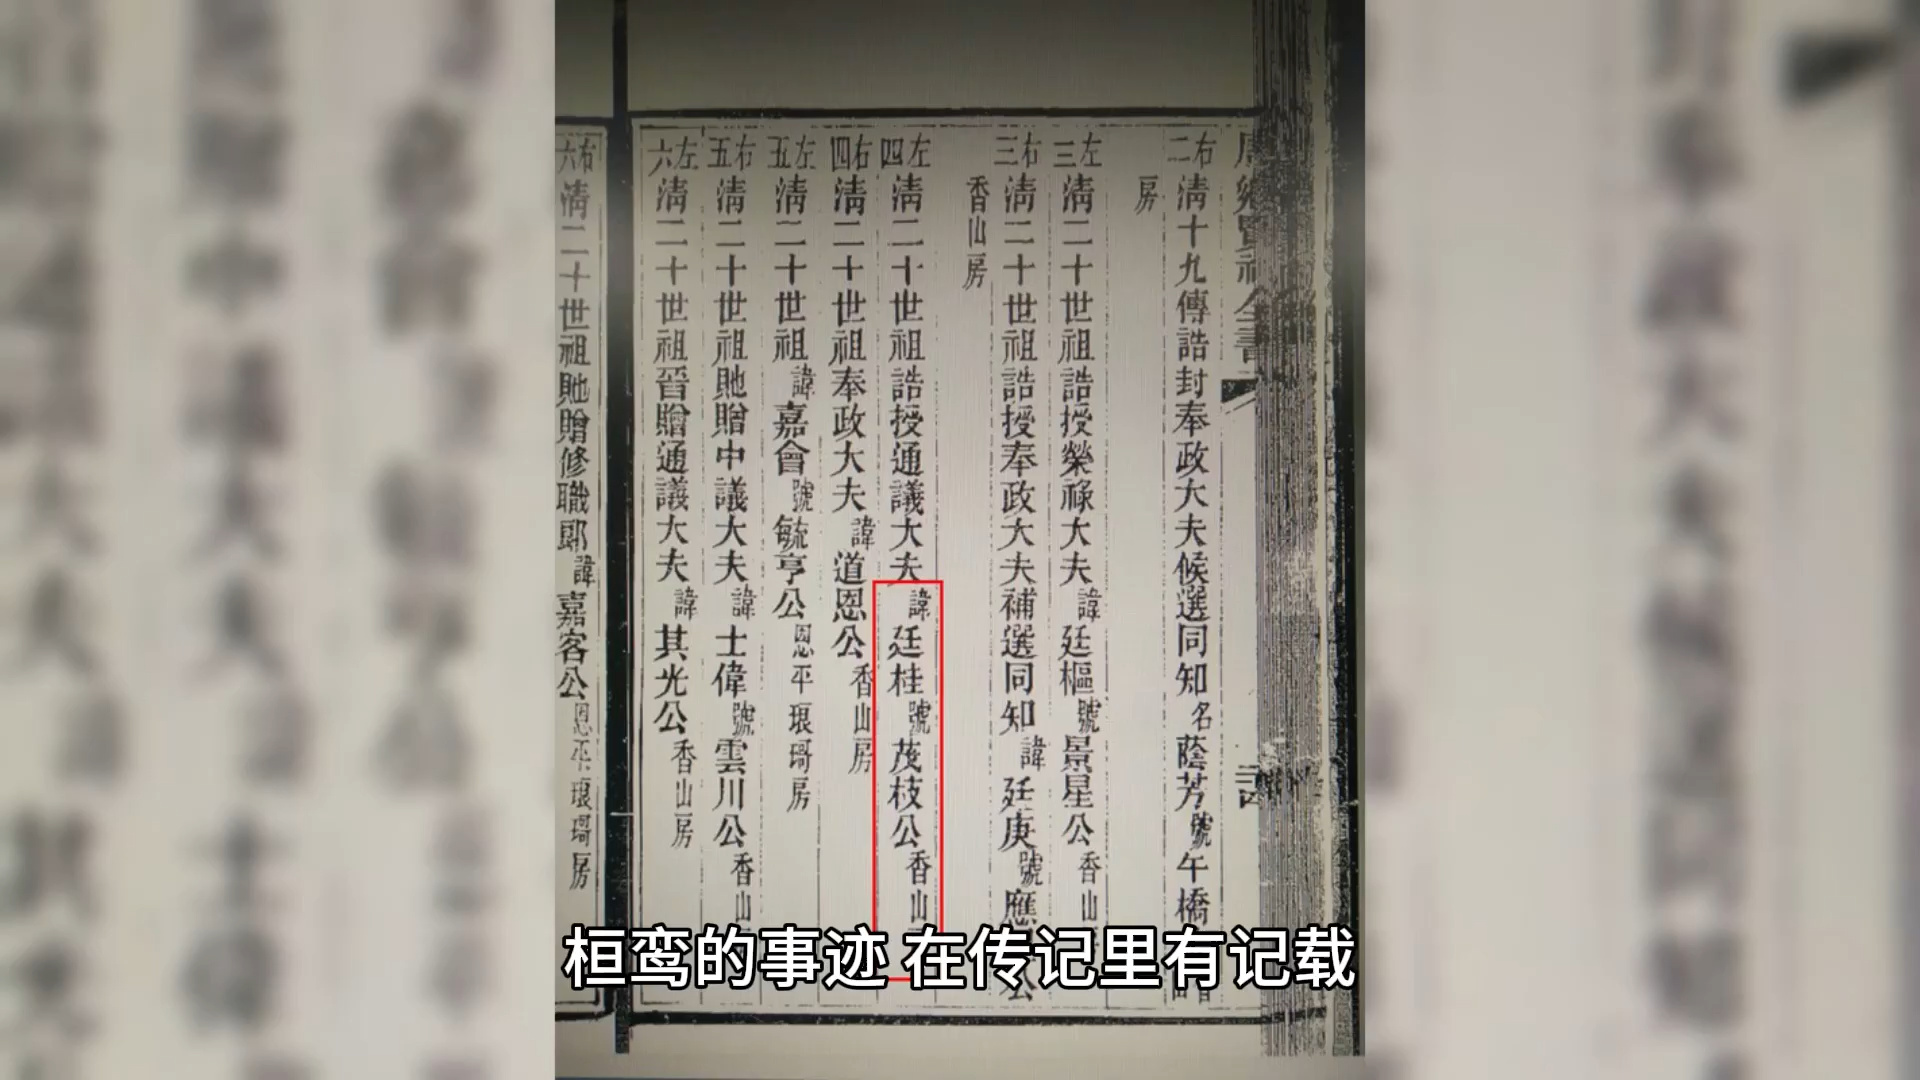 鄉賢祠全書
右二 清十九傳誥封奉政大夫候選同知名蔭芳號午橋
房
左三 清二十世祖誥授榮祿大夫諱廷樞號景星公香山
右三 清二十世祖誥授奉政大夫補選同知諱廷庚號應公
香山房
左四 清二十世祖誥授通議大夫諱廷桂號茂枝公香山
右四 清二十世祖奉政大夫諱道恩公香山房
左五 清二十世祖諱嘉會號毓亨公恩平琅哥房
右五 清二十世祖貤贈中議大夫諱士偉號雲川公香山
左六 清二十世祖晉贈通議大夫諱其光公香山房
右六 清二十世祖貤贈修職郎諱嘉客公恩平琅哥房
桓鸾的事迹 在传记里有记载